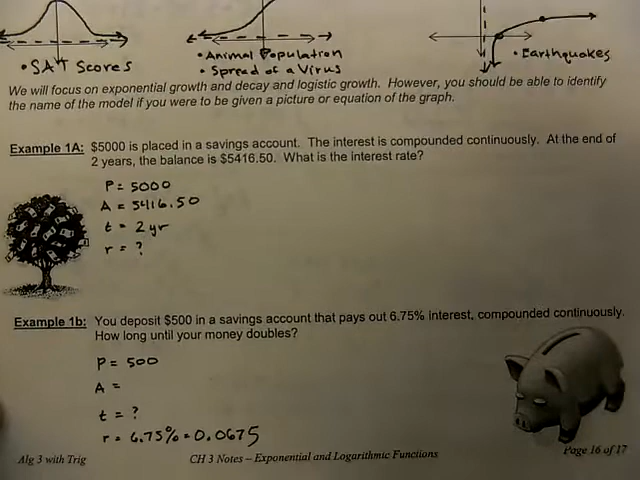 • SAT Scores
• Animal Population
• Spread of a Virus
• Earthquakes
We will focus on exponential growth and decay and logistic growth. However, you should be able to identify
the name of the model if you were to be given a picture or equation of the graph.
Example 1A: $5000 is placed in a savings account. The interest is compounded continuously. At the end of
2 years, the balance is $5416.50. What is the interest rate?
P = 5000
A = 5416.50
t = 2 yr
r = ?
Example 1b: You deposit $500 in a savings account that pays out 6.75% interest, compounded continuously.
How long until your money doubles?
P = 500
A =
t = ?
r = 6.75% = 0.0675
Alg 3 with Trig
CH 3 Notes – Exponential and Logarithmic Functions
Page 16 of 17